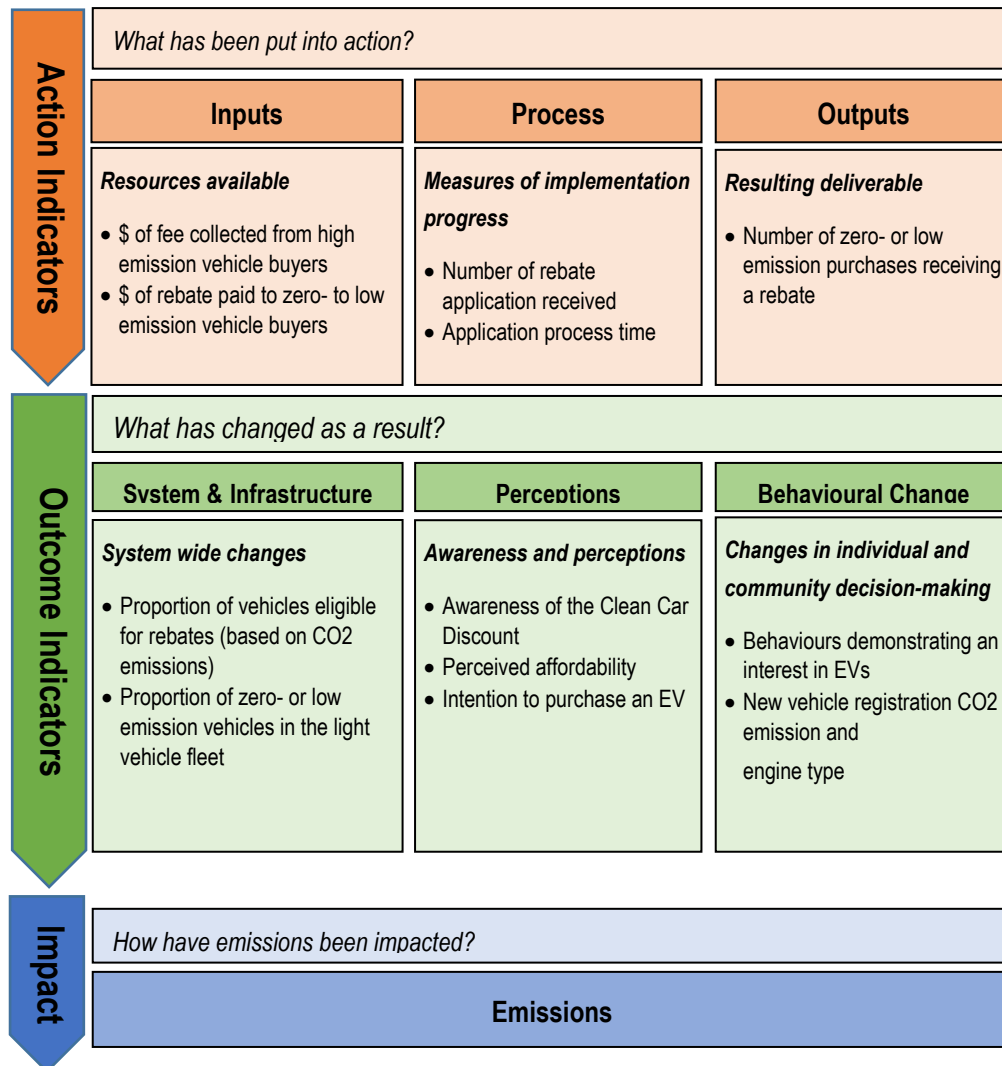 Action Indicators
What has been put into action?
Inputs
Resources available
• $ of fee collected from high
emission vehicle buyers
• $ of rebate paid to zero- to low
emission vehicle buyers
Process
Measures of implementation
progress
• Number of rebate
application received
• Application process time
Outputs
Resulting deliverable
• Number of zero- or low
emission purchases receiving
a rebate
Outcome Indicators
What has changed as a result?
System & Infrastructure
System wide changes
• Proportion of vehicles eligible
for rebates (based on CO2
emissions)
• Proportion of zero- or low
emission vehicles in the light
vehicle fleet
Perceptions
Awareness and perceptions
• Awareness of the Clean Car
Discount
• Perceived affordability
• Intention to purchase an EV
Behavioural Change
Changes in individual and
community decision-making
• Behaviours demonstrating an
interest in EVs
• New vehicle registration CO2
emission and
engine type
Impact
How have emissions been impacted?
Emissions